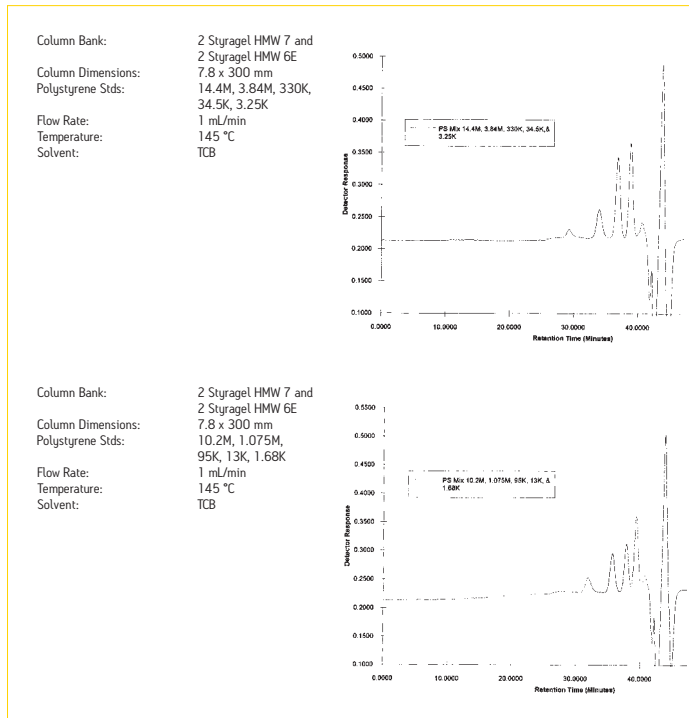 Column Bank: 2 Styragel HMW 7 and
2 Styragel HMW 6E
Column Dimensions: 7.8 x 300 mm
Polystyrene Stds: 14.4M, 3.84M, 330K,
34.5K, 3.25K
Flow Rate: 1 mL/min
Temperature: 145 °C
Solvent: TCB
0.5000
0.4500
0.4000
0.3500
0.3000
0.2500
0.2000
0.1500
0.1000
Detector Response
PS Mix 14.4M, 3.84M, 330K, 34.5K,&
3.25K
0.0000 10.0000 20.0000 30.0000 40.0000
Retention Time (Minutes)
Column Bank: 2 Styragel HMW 7 and
2 Styragel HMW 6E
Column Dimensions: 7.8 x 300 mm
Polystyrene Stds: 10.2M, 1.075M,
95K, 13K, 1.68K
Flow Rate: 1 mL/min
Temperature: 145 °C
Solvent: TCB
0.5500
0.5000
0.4500
0.4000
0.3500
0.3000
0.2500
0.2000
0.1500
0.1000
Detector Response
PS Mix 10.2M, 1.075M, 95K, 13K, &
1.68K
0.0000 10.0000 20.0000 30.0000 40.0000
Retention Time (Minutes)